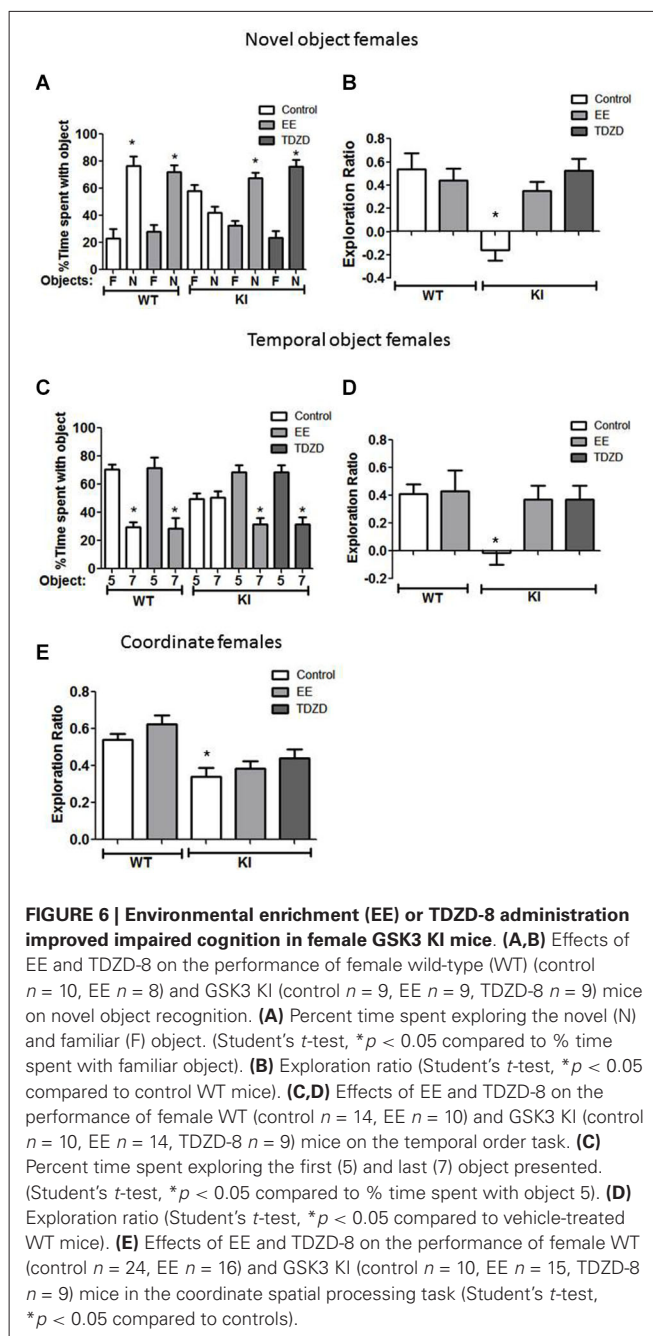 Novel object females
A
Control
EE
TDZD
%Time spent with object
100
80
60
40
20
0
* * * *
Objects: F N F N F N F N F N
WT KI
B
Control
EE
TDZD
Exploration Ratio
0.8
0.6
0.4
0.2
0.0
-0.2
-0.4
*
WT KI
Temporal object females
C
Control
EE
TDZD
%Time spent with object
100
80
60
40
20
0
* * * *
Object: 5 7 5 7 5 7 5 7 5 7
WT KI
D
Control
EE
TDZD
Exploration Ratio
0.8
0.6
0.4
0.2
0.0
-0.2
*
WT KI
E
Coordinate females
Control
EE
TDZD
Exploration Ratio
0.8
0.6
0.4
0.2
0.0
*
WT KI
FIGURE 6 | Environmental enrichment (EE) or TDZD-8 administration
improved impaired cognition in female GSK3 KI mice. (A,B) Effects of
EE and TDZD-8 on the performance of female wild-type (WT) (control
n = 10, EE n = 8) and GSK3 KI (control n = 9, EE n = 9, TDZD-8 n = 9) mice
on novel object recognition. (A) Percent time spent exploring the novel (N)
and familiar (F) object. (Student's t-test, *p < 0.05 compared to % time
spent with familiar object). (B) Exploration ratio (Student's t-test, *p < 0.05
compared to control WT mice). (C,D) Effects of EE and TDZD-8 on the
performance of female WT (control n = 14, EE n = 10) and GSK3 KI (control
n = 10, EE n = 14, TDZD-8 n = 9) mice on the temporal order task. (C)
Percent time spent exploring the first (5) and last (7) object presented.
(Student's t-test, *p < 0.05 compared to % time spent with object 5). (D)
Exploration ratio (Student's t-test, *p < 0.05 compared to vehicle-treated
WT mice). (E) Effects of EE and TDZD-8 on the performance of female WT
(control n = 24, EE n = 16) and GSK3 KI (control n = 10, EE n = 15, TDZD-8
n = 9) mice in the coordinate spatial processing task (Student's t-test,
*p < 0.05 compared to controls).